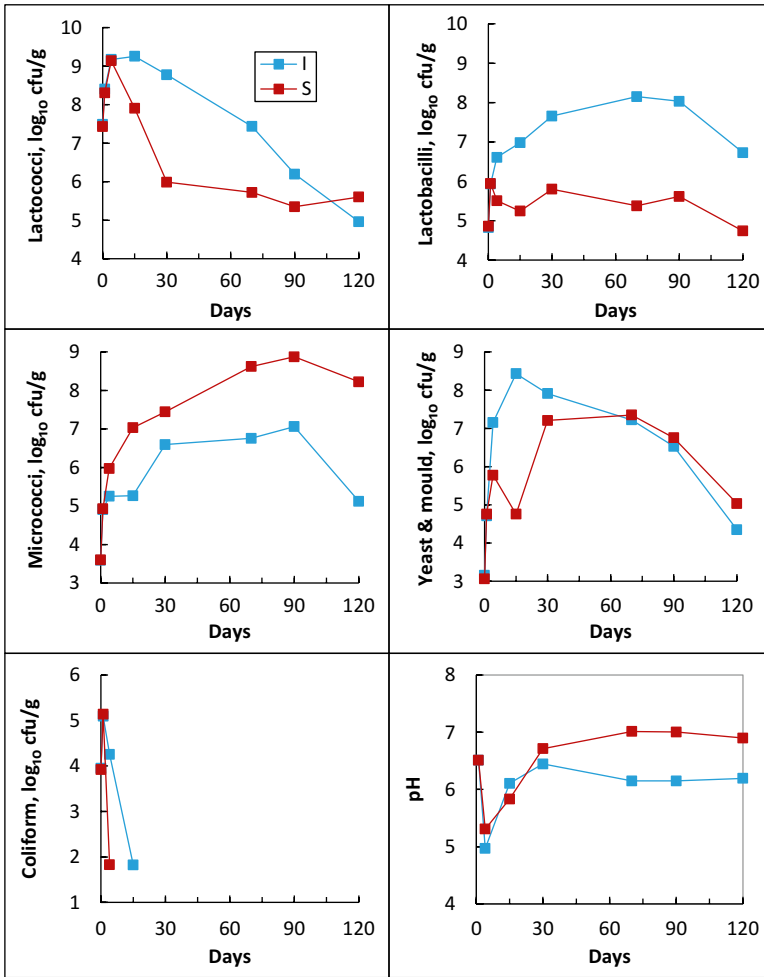 Lactococci, log₁₀ cfu/g
10
9
8
7
6
5
4
I
S
0 30 60 90 120
Days
Lactobacilli, log₁₀ cfu/g
10
9
8
7
6
5
4
0 30 60 90 120
Days
Micrococci, log₁₀ cfu/g
9
8
7
6
5
4
3
0 30 60 90 120
Days
Yeast & mould, log₁₀ cfu/g
9
8
7
6
5
4
3
0 30 60 90 120
Days
Coliform, log₁₀ cfu/g
6
5
4
3
2
1
0 30 60 90 120
Days
pH
8
7
6
5
4
0 30 60 90 120
Days